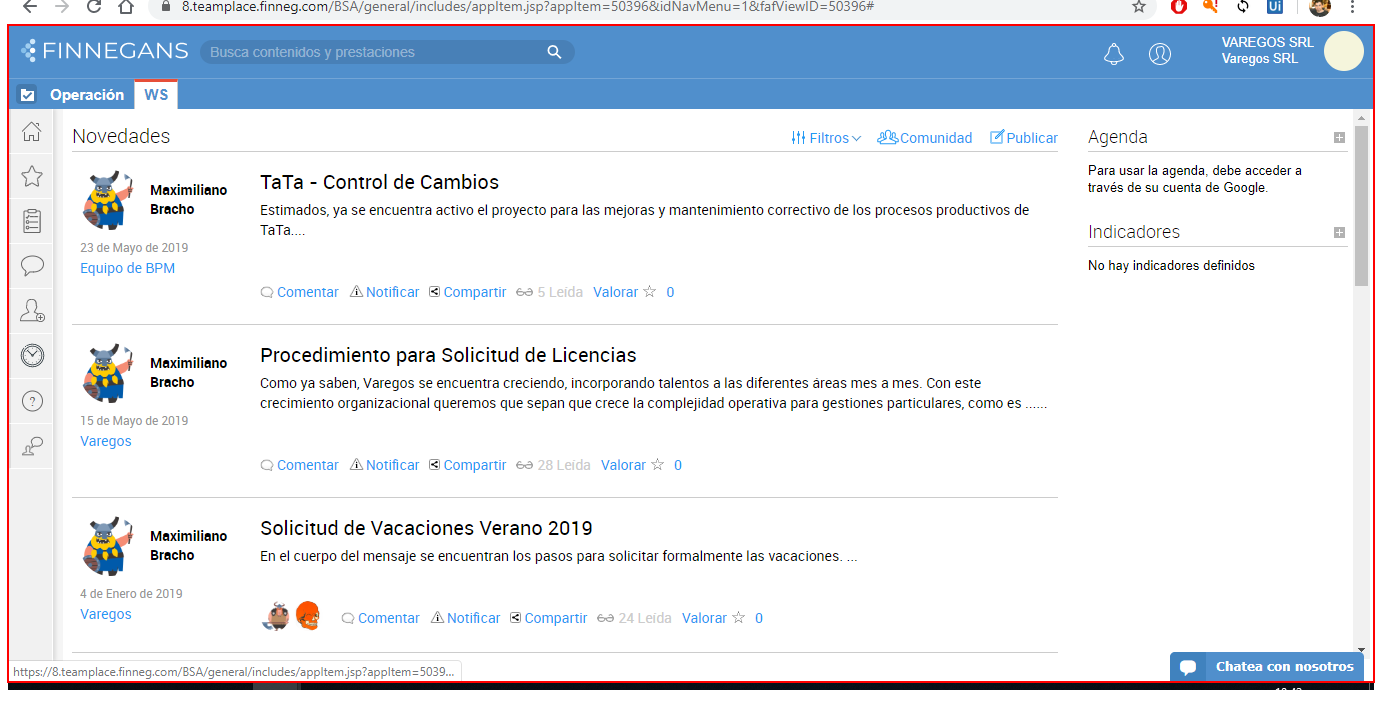 8.teamplace.finneg.com/BSA/general/includes/appItem.jsp?appItem=50396&idNavMenu=1&fafViewID=50396#
Ui
FINNEGANS
Busca contenidos y prestaciones
VAREGOS SRL
Varegos SRL
Operación
WS
Novedades
Filtros
Comunidad
Publicar
Agenda
Para usar la agenda, debe acceder a
través de su cuenta de Google.
Indicadores
No hay indicadores definidos
Maximiliano
Bracho
23 de Mayo de 2019
Equipo de BPM
TaTa - Control de Cambios
Estimados, ya se encuentra activo el proyecto para las mejoras y mantenimiento correctivo de los procesos productivos de
TaTa....
Comentar Notificar Compartir 5 Leída Valorar 0
Maximiliano
Bracho
15 de Mayo de 2019
Varegos
Procedimiento para Solicitud de Licencias
Como ya saben, Varegos se encuentra creciendo, incorporando talentos a las diferentes áreas mes a mes. Con este
crecimiento organizacional queremos que sepan que crece la complejidad operativa para gestiones particulares, como es ......
Comentar Notificar Compartir 28 Leída Valorar 0
Maximiliano
Bracho
4 de Enero de 2019
Varegos
Solicitud de Vacaciones Verano 2019
En el cuerpo del mensaje se encuentran los pasos para solicitar formalmente las vacaciones. ...
Comentar Notificar Compartir 24 Leída Valorar 0
https://8.teamplace.finneg.com/BSA/general/includes/appItem.jsp?appItem=5039...
Chatea con nosotros